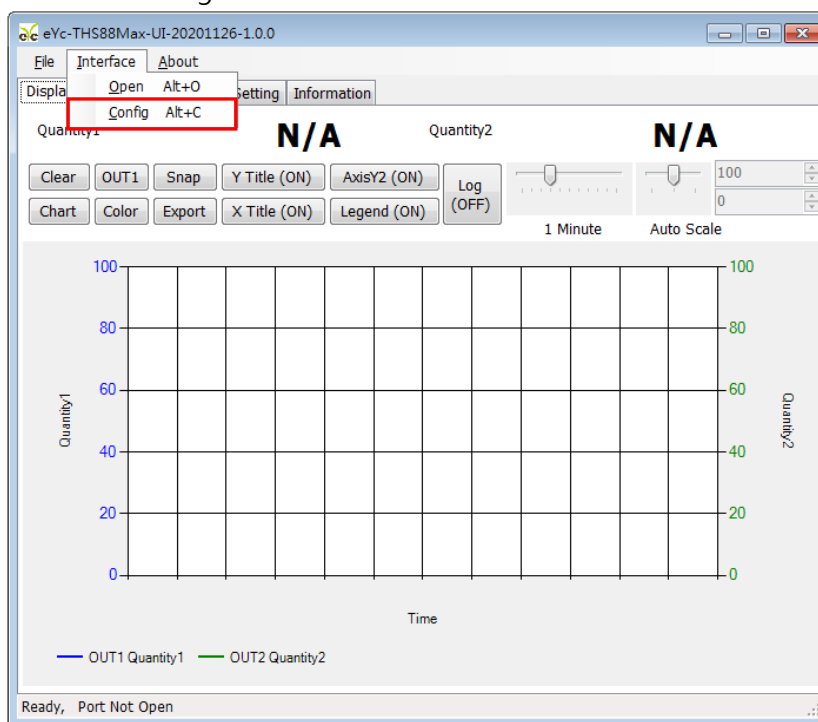 eYc-THS88Max-UI-20201126-1.0.0
File Interface About
Open Alt+O
Config Alt+C
Displa Setting Information
Quantity1 N/A Quantity2 N/A
Clear OUT1 Snap Y Title (ON) AxisY2 (ON) Log (OFF) 100
Chart Color Export X Title (ON) Legend (ON) 0
1 Minute Auto Scale
100 100
80 80
60 60
Quantity1 Quantity2
40 40
20 20
0 0
Time
OUT1 Quantity1 OUT2 Quantity2
Ready, Port Not Open